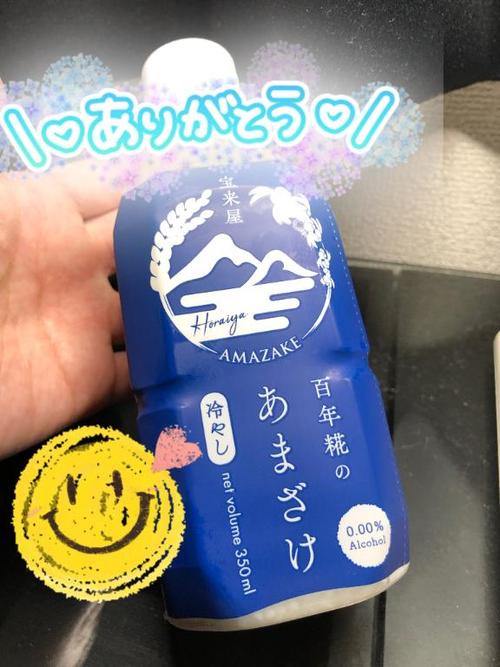 \♡ありがとう♡/
宝来屋
Horaiya
AMAZAKE
百年糀の
あまざけ
冷やし
net volume 350ml
0.00%
Alcohol